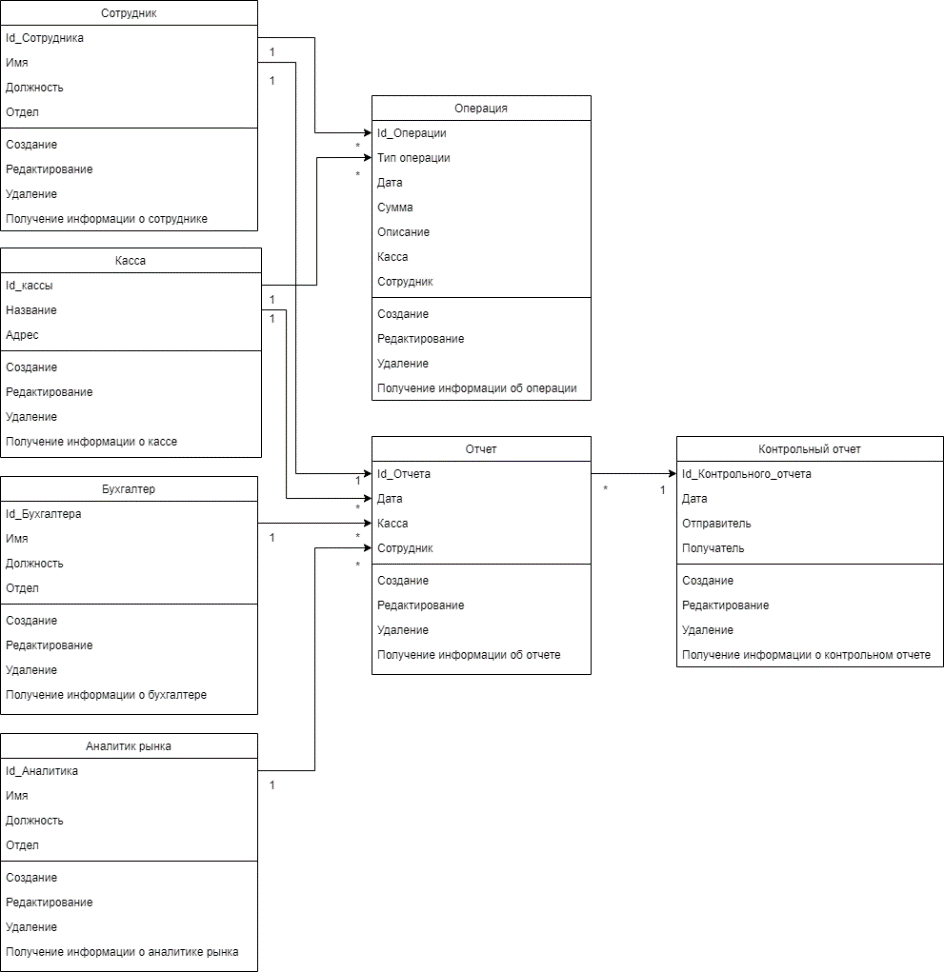 Сотрудник
Id_Сотрудника
Имя
Должность
Отдел
Создание
Редактирование
Удаление
Получение информации о сотруднике
1
1
Операция
Id_Операции
Тип операции
Дата
Сумма
Описание
Касса
Сотрудник
Создание
Редактирование
Удаление
Получение информации об операции
*
*
Касса
Id_кассы
Название
Адрес
Создание
Редактирование
Удаление
Получение информации о кассе
1
1
Отчет
Id_Отчета
Дата
Касса
Сотрудник
Создание
Редактирование
Удаление
Получение информации об отчете
1
*
*
*
Контрольный отчет
Id_Контрольного_отчета
Дата
Отправитель
Получатель
Создание
Редактирование
Удаление
Получение информации о контрольном отчете
*
1
Бухгалтер
Id_Бухгалтера
Имя
Должность
Отдел
Создание
Редактирование
Удаление
Получение информации о бухгалтере
1
Аналитик рынка
Id_Аналитика
Имя
Должность
Отдел
Создание
Редактирование
Удаление
Получение информации о аналитике рынка
1